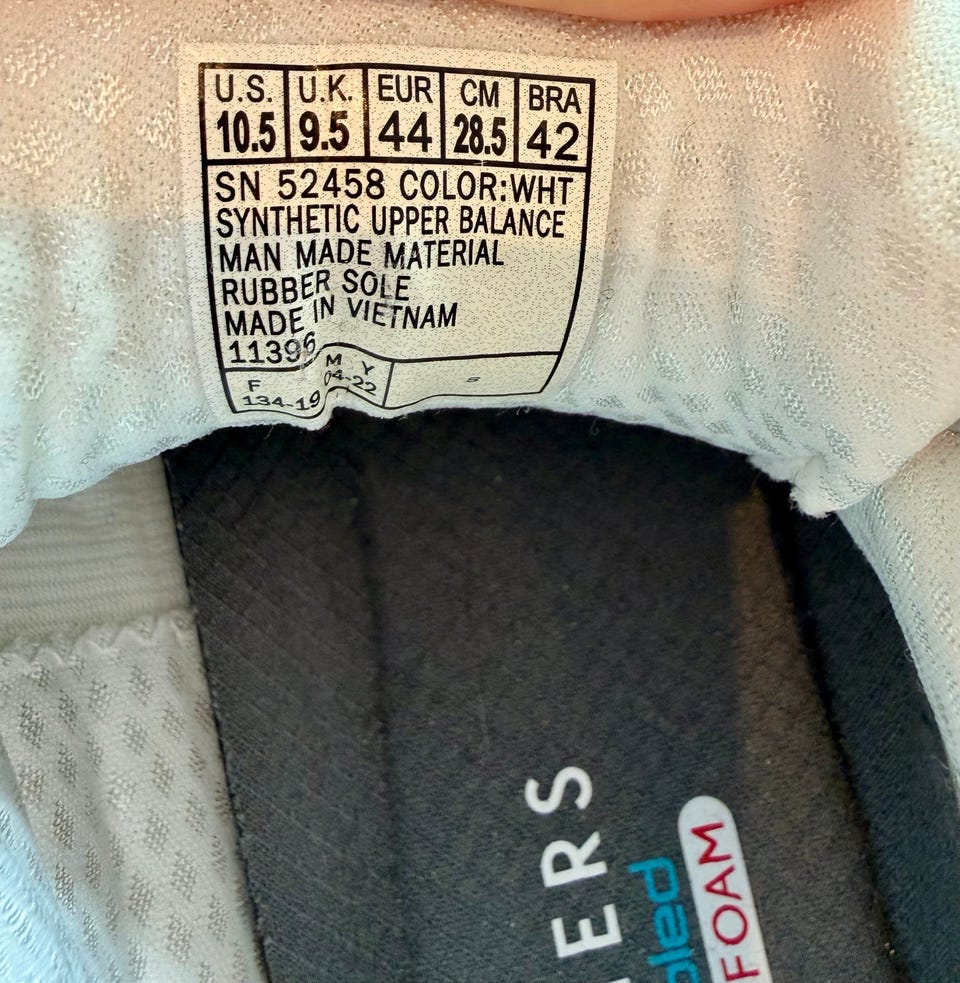 U.S. U.K. EUR CM BRA
10.5 9.5 44 28.5 42
SN 52458 COLOR:WHT
SYNTHETIC UPPER BALANCE
MAN MADE MATERIAL
RUBBER SOLE
MADE IN VIETNAM
11396
F M Y
134-19 04-22 S
ERS
bled
FOAM